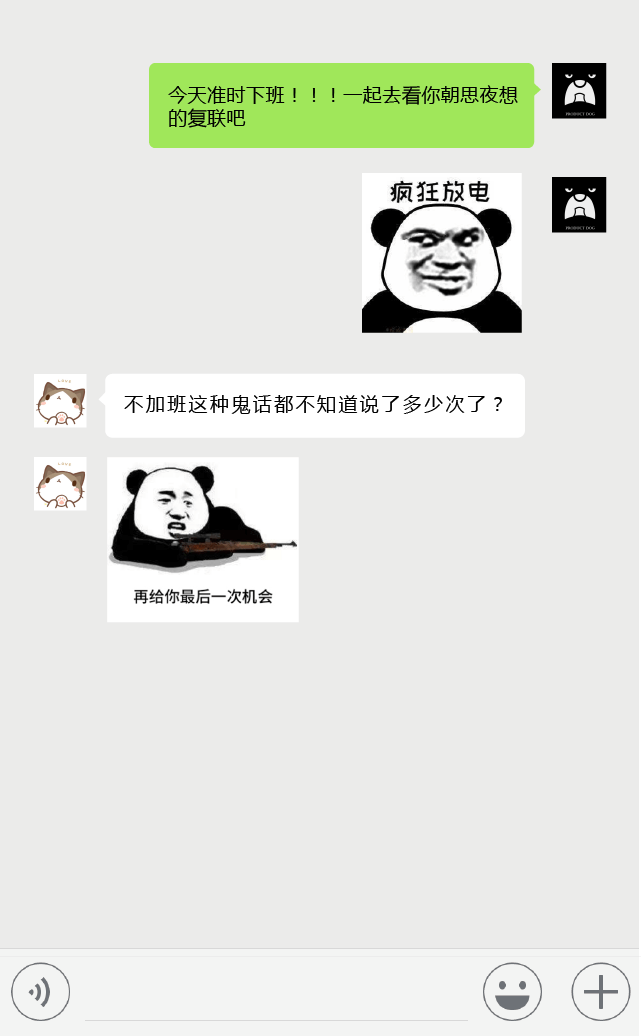 今天准时下班！！！一起去看你朝思夜想
的复联吧
PRODUCT DOG
疯狂放电
PRODUCT DOG
LOVE
不加班这种鬼话都不知道说了多少次了？
LOVE
再给你最后一次机会